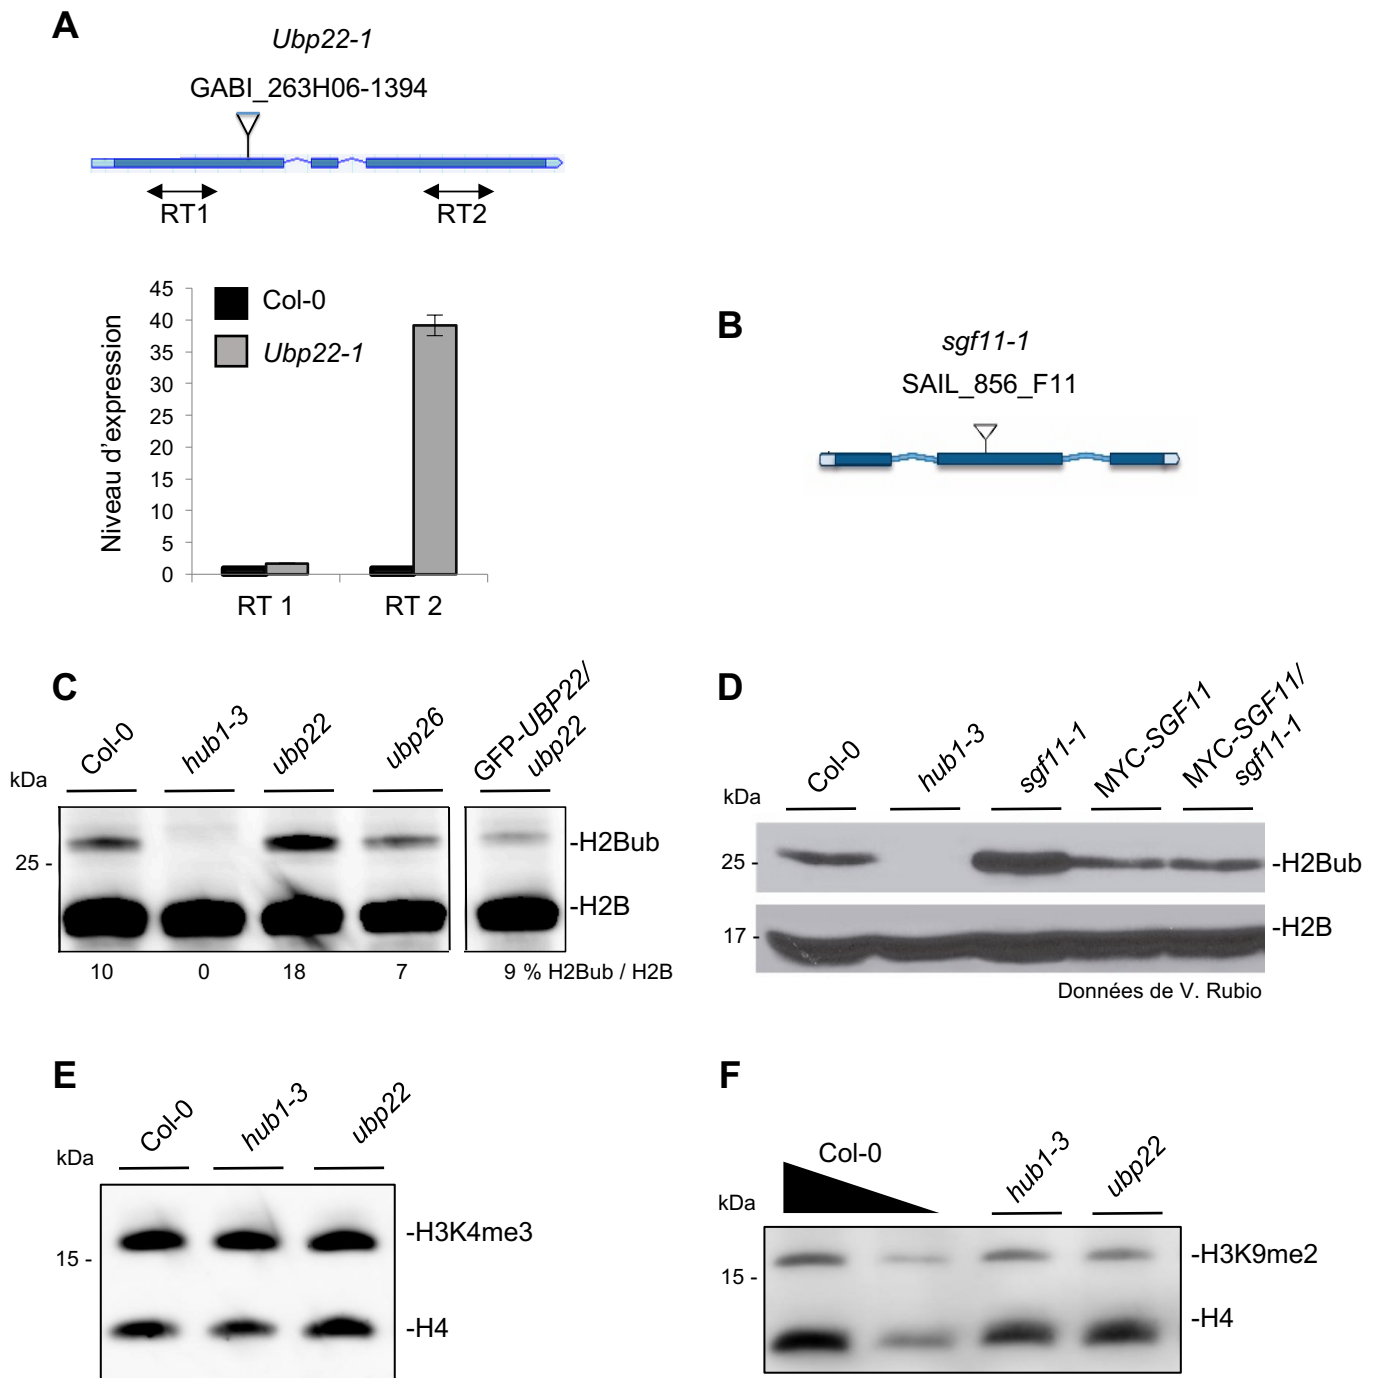 A
Ubp22-1
GABI_263H06-1394
RT1
RT2
45
40
35
30
25
20
15
10
5
0
Niveau d'expression
Col-0
Ubp22-1
RT 1
RT 2
B
sgf11-1
SAIL_856_F11
C
kDa
Col-0
hub1-3
ubp22
ubp26
GFP-UBP22/
ubp22
25 -
-H2Bub
-H2B
10 0 18 7 9 % H2Bub / H2B
D
kDa
Col-0
hub1-3
sgf11-1
MYC-SGF11
MYC-SGF11/
sgf11-1
25 -
-H2Bub
17 -
-H2B
Données de V. Rubio
E
kDa
Col-0
hub1-3
ubp22
15 -
-H3K4me3
-H4
F
kDa
Col-0
hub1-3
ubp22
15 -
-H3K9me2
-H4